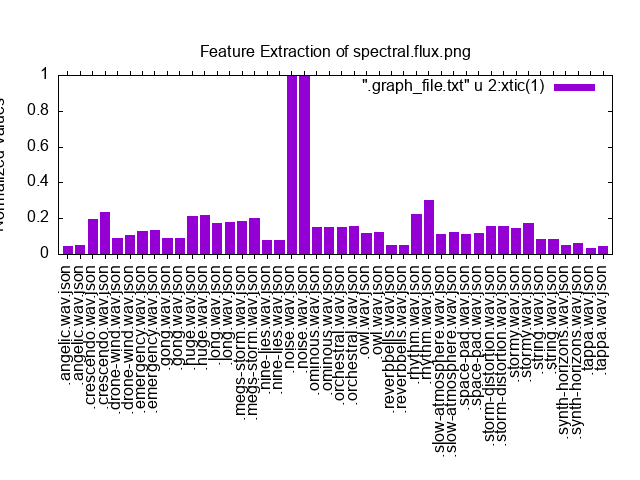 Feature Extraction of spectral.flux.png
".graph_file.txt" u 2:xtic(1)
1
0.8
0.6
0.4
0.2
0
Normalized Values
.angelic.wav.json
.angelic.wav.json
.crescendo.wav.json
.crescendo.wav.json
.drone-wind.wav.json
.drone-wind.wav.json
.emergency.wav.json
.emergency.wav.json
.gong.wav.json
.gong.wav.json
.huge.wav.json
.huge.wav.json
.long.wav.json
.long.wav.json
.megs-storm.wav.json
.megs-storm.wav.json
.nine-lies.wav.json
.nine-lies.wav.json
.noise.wav.json
.noise.wav.json
.ominous.wav.json
.ominous.wav.json
.orchestral.wav.json
.orchestral.wav.json
.owl.wav.json
.owl.wav.json
.reverbbells.wav.json
.reverbbells.wav.json
.rhythm.wav.json
.rhythm.wav.json
.slow-atmosphere.wav.json
.slow-atmosphere.wav.json
.space-pad.wav.json
.space-pad.wav.json
.storm-distortion.wav.json
.storm-distortion.wav.json
.stormy.wav.json
.stormy.wav.json
.string.wav.json
.string.wav.json
.synth-horizons.wav.json
.synth-horizons.wav.json
.tappa.wav.json
.tappa.wav.json